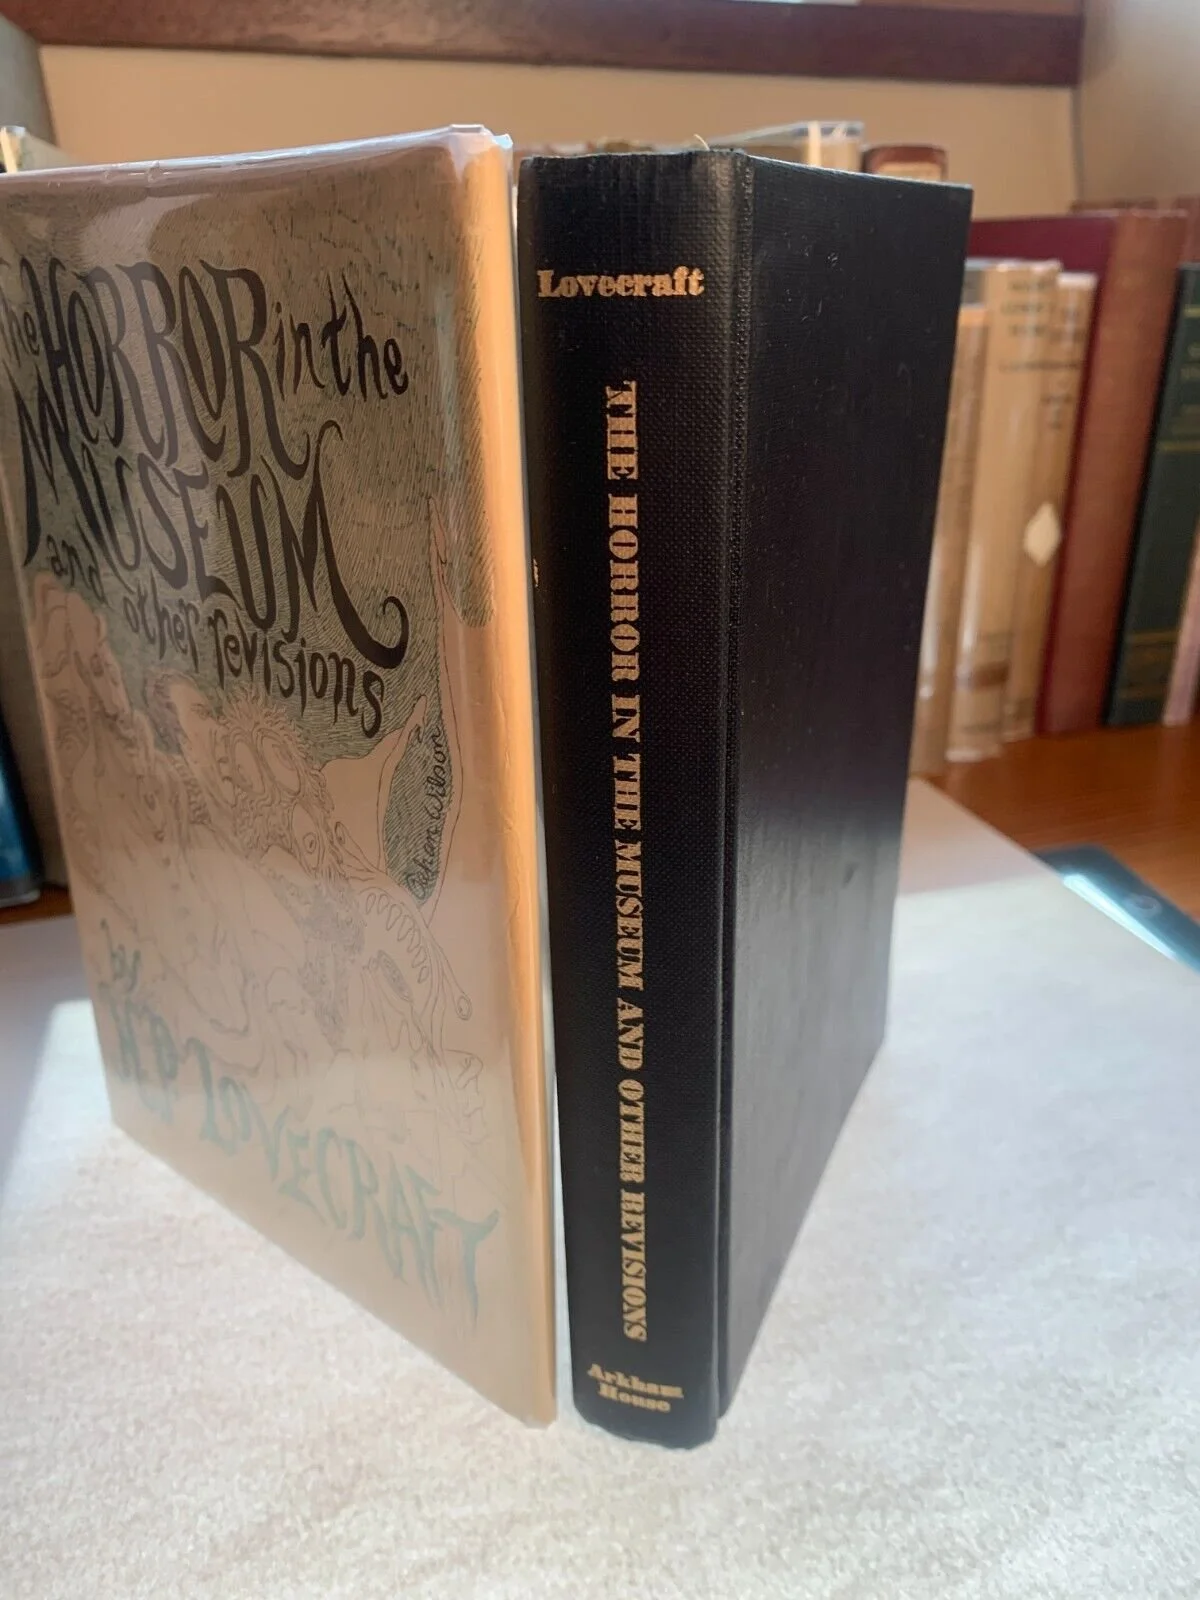 The HORROR in the
MUSEUM
and other revisions
Gahan Wilson
by
H.P. LOVECRAFT
Lovecraft
THE HORROR IN THE MUSEUM AND OTHER REVISIONS
Arkham
House